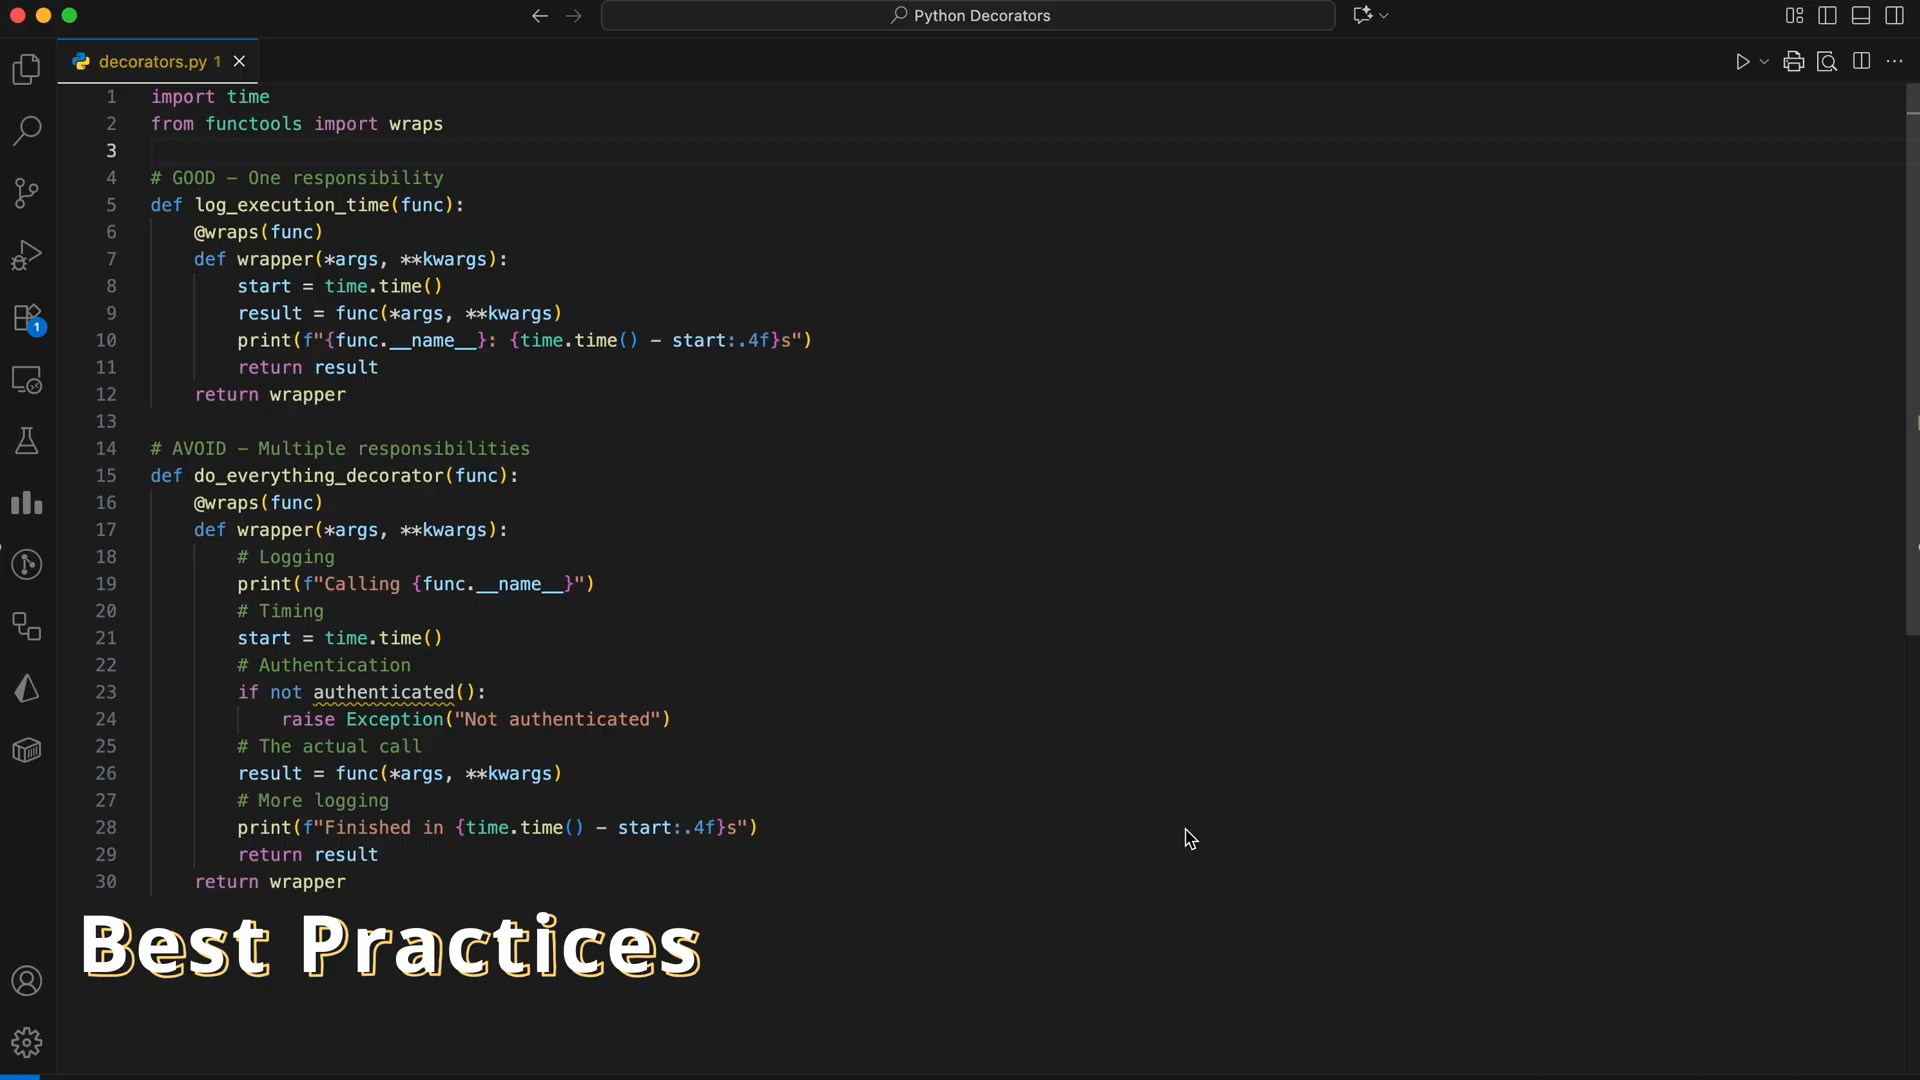 Python Decorators
decorators.py 1
1 import time
2 from functools import wraps
3
4 # GOOD – One responsibility
5 def log_execution_time(func):
6     @wraps(func)
7     def wrapper(*args, **kwargs):
8         start = time.time()
9         result = func(*args, **kwargs)
10         print(f"{func.__name__}: {time.time() - start:.4f}s")
11         return result
12     return wrapper
13
14 # AVOID – Multiple responsibilities
15 def do_everything_decorator(func):
16     @wraps(func)
17     def wrapper(*args, **kwargs):
18         # Logging
19         print(f"Calling {func.__name__}")
20         # Timing
21         start = time.time()
22         # Authentication
23         if not authenticated():
24             raise Exception("Not authenticated")
25         # The actual call
26         result = func(*args, **kwargs)
27         # More logging
28         print(f"Finished in {time.time() - start:.4f}s")
29         return result
30     return wrapper
1
Best Practices